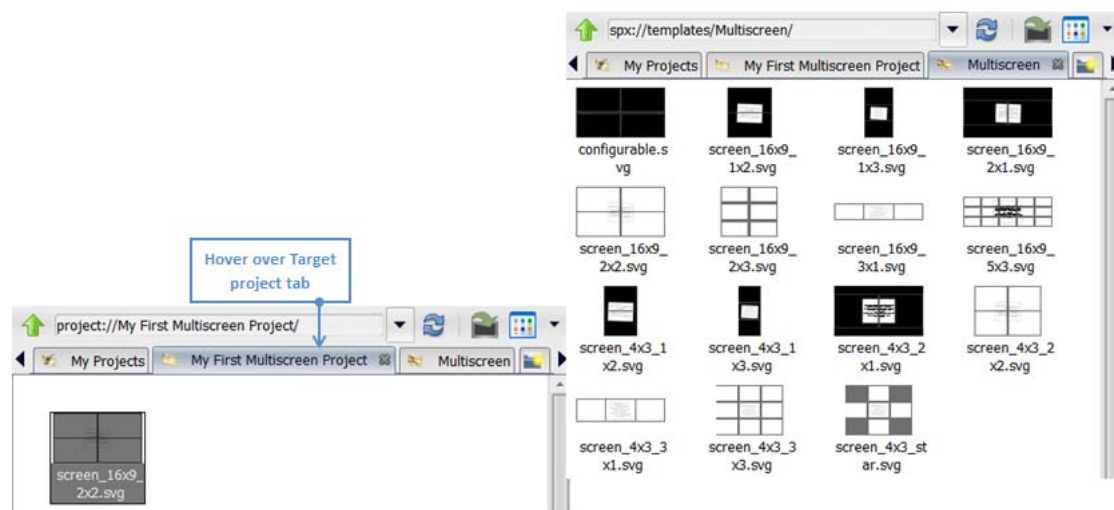 spx://templates/Multiscreen/
My Projects
My First Multiscreen Project
Multiscreen
configurable.s
vg
screen_16x9_
1x2.svg
screen_16x9_
1x3.svg
screen_16x9_
2x1.svg
screen_16x9_
2x2.svg
screen_16x9_
2x3.svg
screen_16x9_
3x1.svg
screen_16x9_
5x3.svg
screen_4x3_1
x2.svg
screen_4x3_1
x3.svg
screen_4x3_2
x1.svg
screen_4x3_2
x2.svg
screen_4x3_3
x1.svg
screen_4x3_3
x3.svg
screen_4x3_st
ar.svg
Hover over Target
project tab
project://My First Multiscreen Project/
My Projects
My First Multiscreen Project
Multiscreen
screen_16x9_
2x2.svg